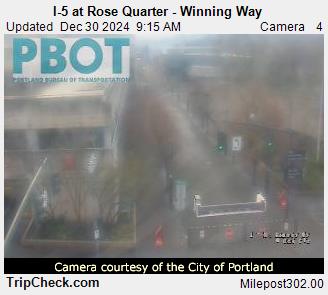 I-5 at Rose Quarter - Winning Way
Updated Dec 30 2024 9:15 AM Camera 4
PBOT
PORTLAND BUREAU OF TRANSPORTATION
Camera courtesy of the City of Portland
TripCheck.com Milepost302.00